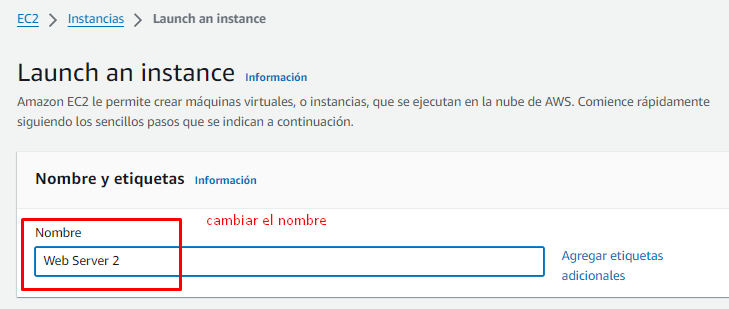 EC2 > Instancias > Launch an instance
Launch an instance Información
Amazon EC2 le permite crear máquinas virtuales, o instancias, que se ejecutan en la nube de AWS. Comience rápidamente
siguiendo los sencillos pasos que se indican a continuación.
Nombre y etiquetas Información
cambiar el nombre
Nombre
Web Server 2
Agregar etiquetas
adicionales